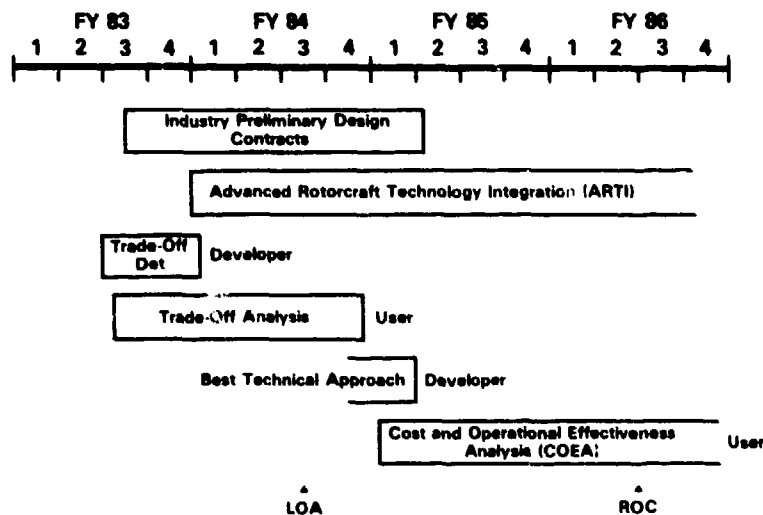 FY 83 FY 84 FY 85 FY 86
1 2 3 4 1 2 3 4 1 2 3 4 1 2 3 4
Industry Preliminary Design
Contracts
Advanced Rotorcraft Technology Integration (ARTI)
Trade-Off
Det
Developer
Trade-Off Analysis
User
Best Technical Approach
Developer
Cost and Operational Effectiveness
Analysis (COEA)
User
LOA
ROC